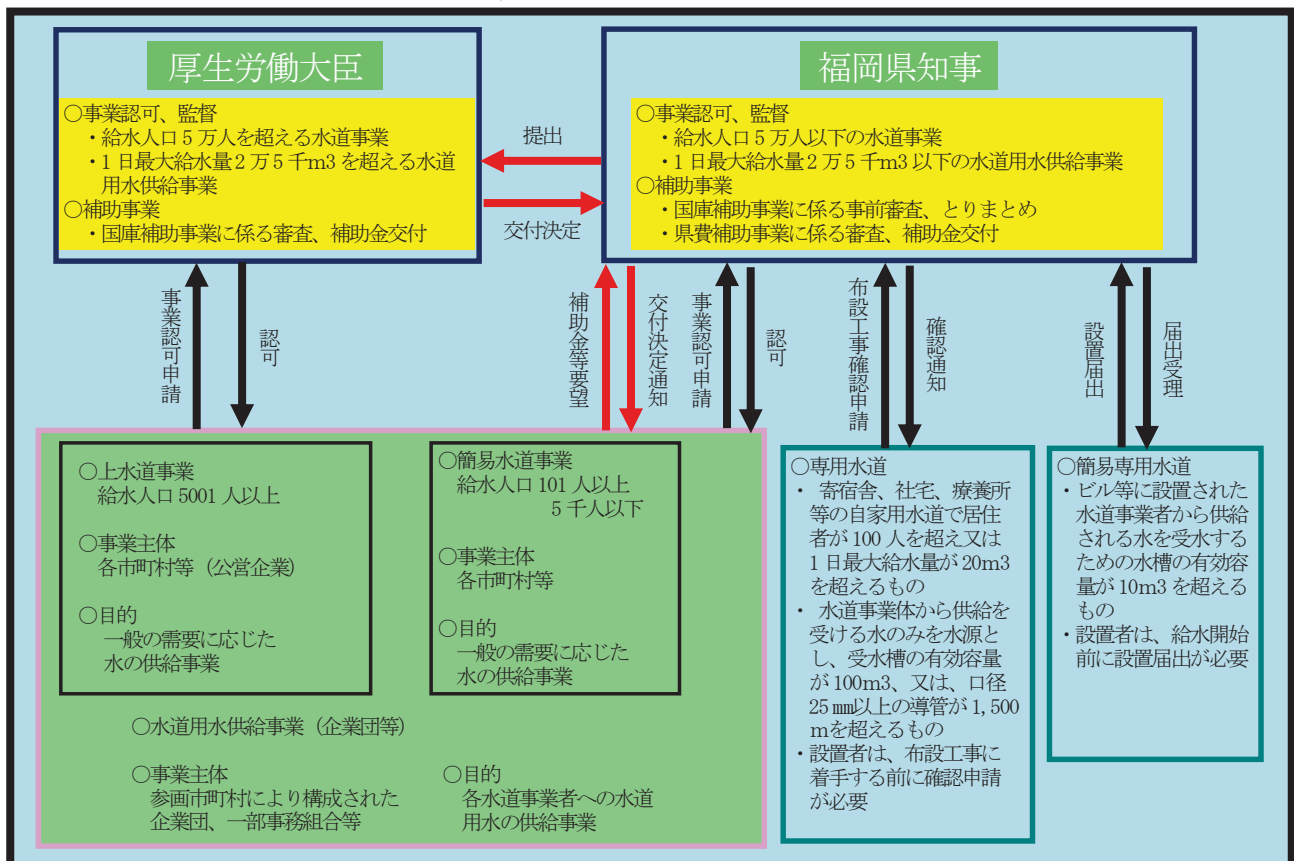 厚生労働大臣
○事業認可、監督
・給水人口5万人を超える水道事業
・1日最大給水量2万5千m3を超える水道
用水供給事業
○補助事業
・国庫補助事業に係る審査、補助金交付
提出
交付決定
福岡県知事
○事業認可、監督
・給水人口5万人以下の水道事業
・1日最大給水量2万5千m3以下の水道用水供給事業
○補助事業
・国庫補助事業に係る事前審査、とりまとめ
・県費補助事業に係る審査、補助金交付
事業認可申請
認可
補助金等要望
交付決定通知
事業認可申請
認可
布設工事確認申請
確認通知
設置届出
届出受理
○上水道事業
給水人口5001人以上
○事業主体
各市町村等（公営企業）
○目的
一般の需要に応じた
水の供給事業
○簡易水道事業
給水人口101人以上
5千人以下
○事業主体
各市町村等
○目的
一般の需要に応じた
水の供給事業
○水道用水供給事業（企業団等）
○事業主体
参画市町村により構成された
企業団、一部事務組合等
○目的
各水道事業者への水道
用水の供給事業
○専用水道
・ 寄宿舎、社宅、療養所
等の自家用水道で居住
者が100人を超え又は
1日最大給水量が20m3
を超えるもの
・ 水道事業体から供給を
受ける水のみを水源と
し、受水槽の有効容量
が100m3、又は、口径
25㎜以上の導管が1,500
ｍを超えるもの
・設置者は、布設工事に
着手する前に確認申請
が必要
○簡易専用水道
・ビル等に設置された
水道事業者から供給
される水を受水する
ための水槽の有効容
量が10m3を超える
もの
・設置者は、給水開始
前に設置届出が必要